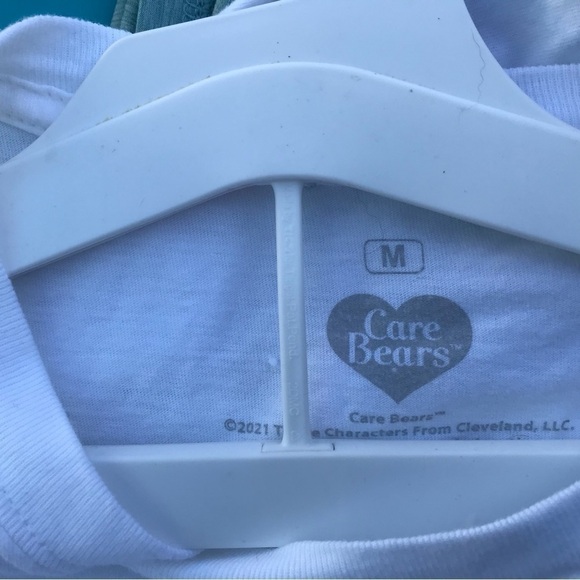 M
Care
Bears™
Care Bears™
©2021 Characters From Cleveland, LLC.